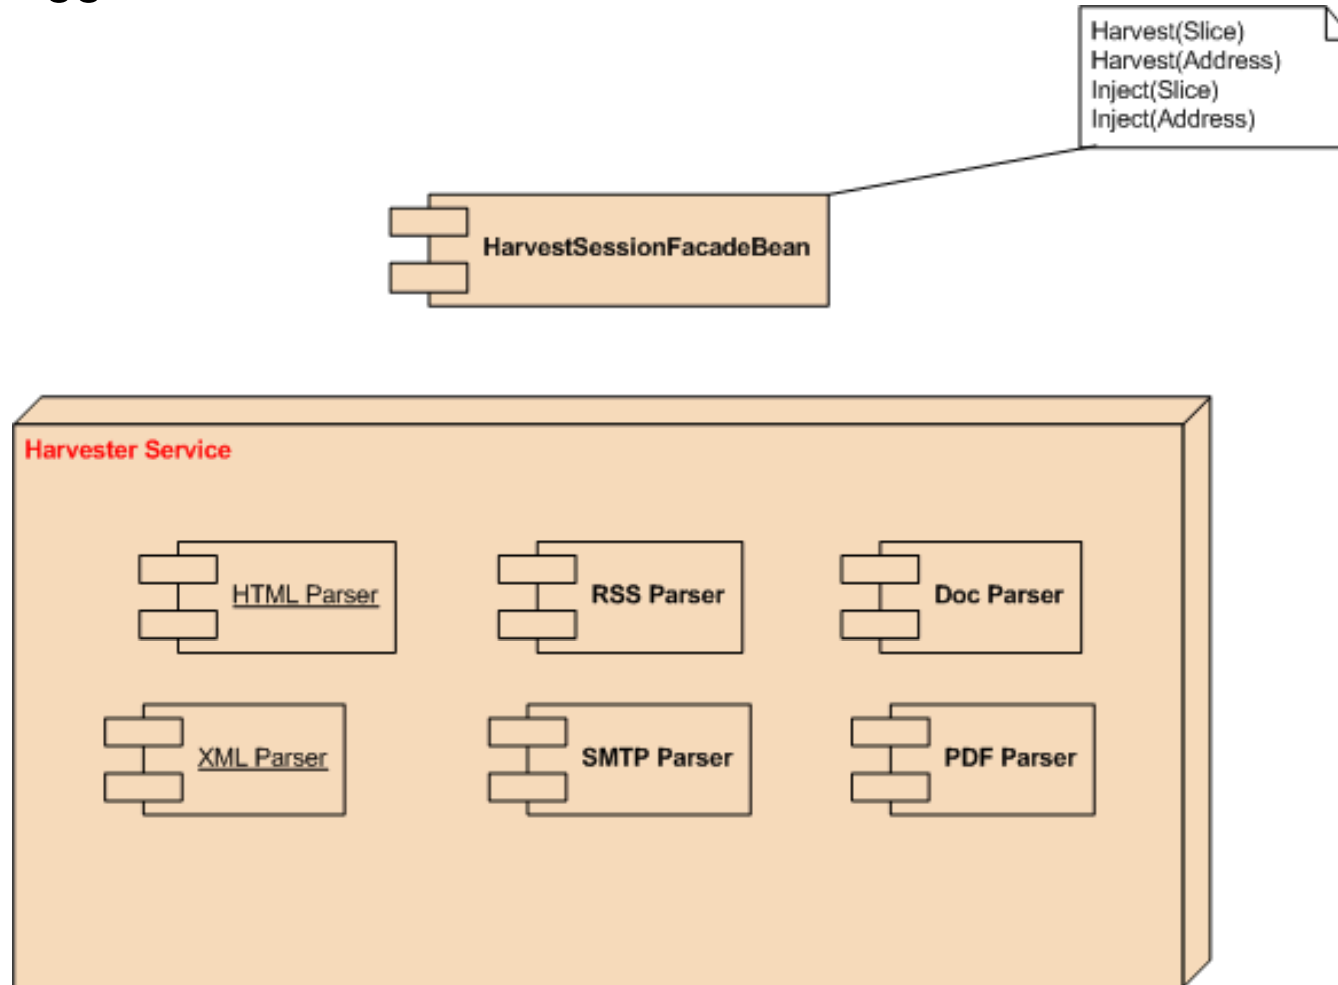 Harvest(Slice)
Harvest(Address)
Inject(Slice)
Inject(Address)
HarvestSessionFacadeBean
Harvester Service
HTML Parser
RSS Parser
Doc Parser
XML Parser
SMTP Parser
PDF Parser